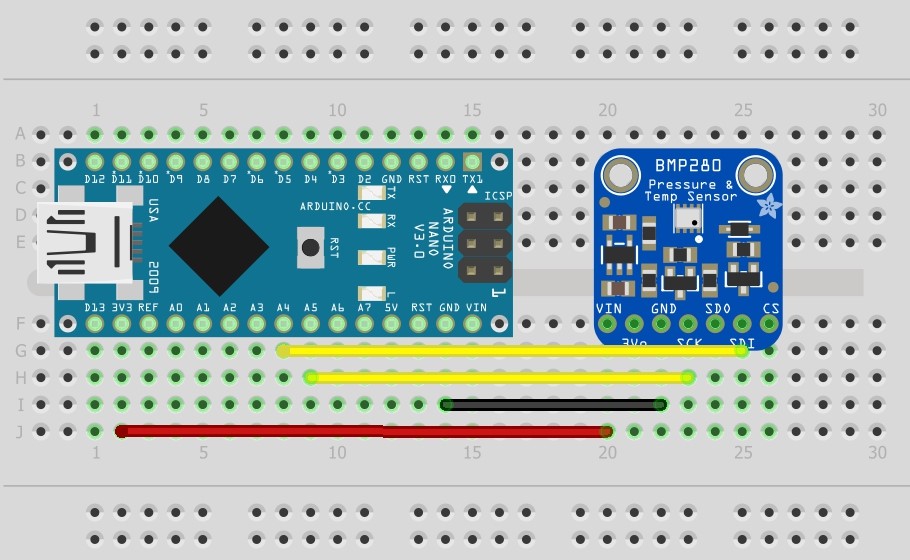 1 5 10 15 20 25 30
A
B
C
D
E
F
G
H
I
J
D12 D11 D10 D9 D8 D7 D6 D5 D4 D3 D2 GND RST RX0 TX1
ICSP
TX
RX
PWR
L
ARDUINO.CC
RST
ARDUINO
NANO
V3.0
1
USA
2009
D13 3V3 REF A0 A1 A2 A3 A4 A5 A6 A7 5V RST GND VIN
BMP280
Pressure &
Temp Sensor
VIN GND SDO CS
3Vo SCK SDI
A
B
C
D
E
F
G
H
I
J
1 5 10 15 20 25 30